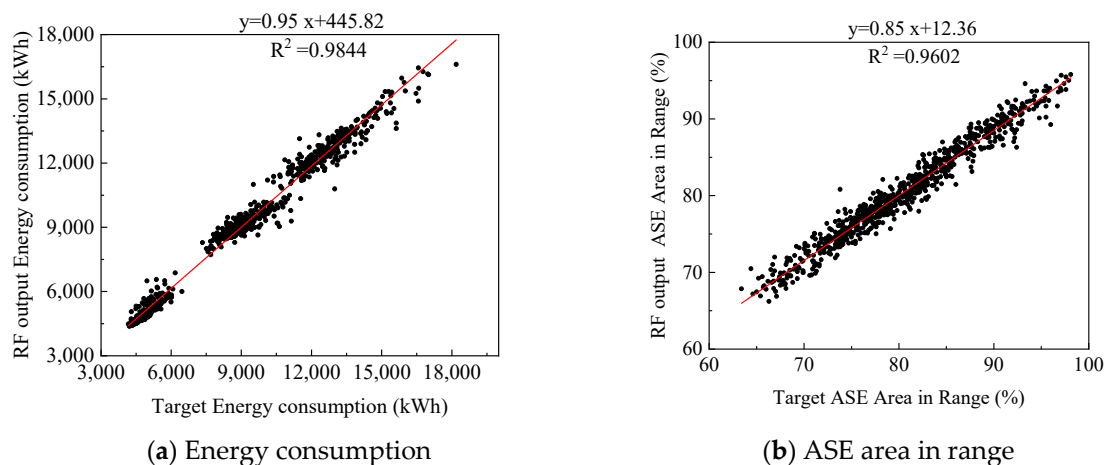 y=0.95 x+445.82
R² =0.9844
RF output Energy consumption (kWh)
18,000
15,000
12,000
9,000
6,000
3,000
3,000 6,000 9,000 12,000 15,000 18,000
Target Energy consumption (kWh)
(a) Energy consumption
y=0.85 x+12.36
R² =0.9602
RF output ASE Area in Range (%)
100
90
80
70
60
60 70 80 90 100
Target ASE Area in Range (%)
(b) ASE area in range